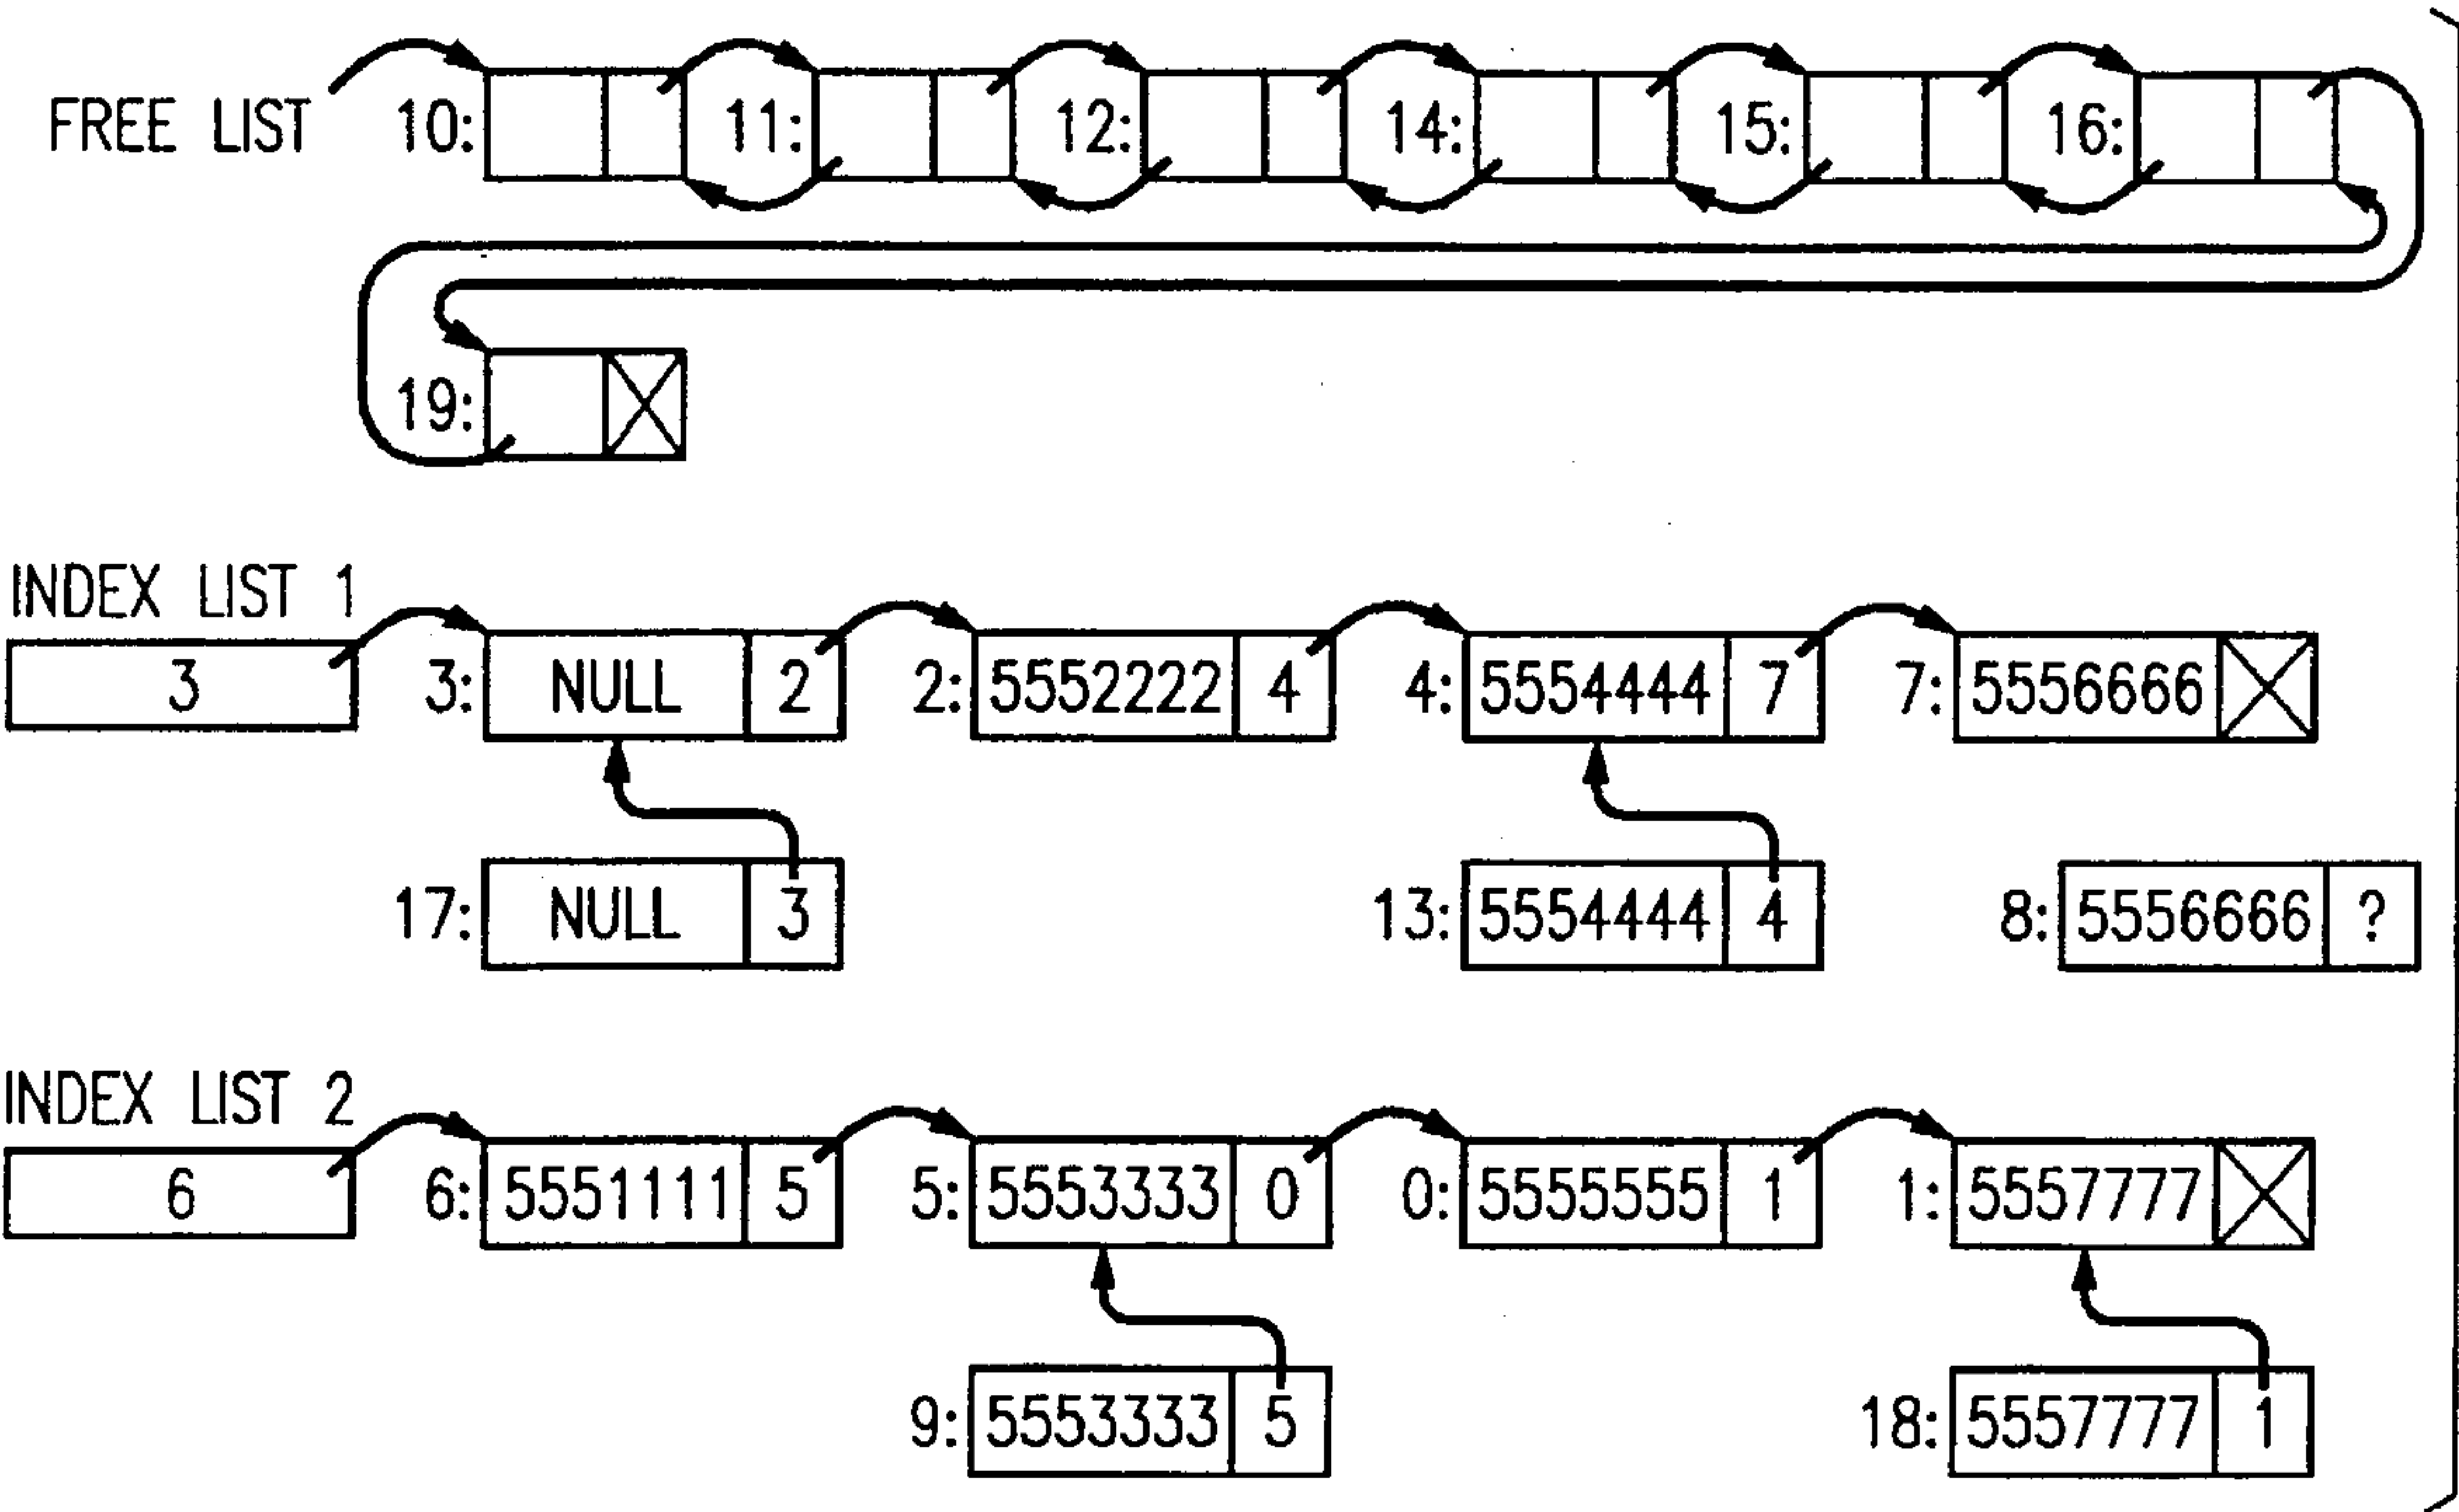 FREE LIST 10: 11: 12: 14: 15: 16:
19:
INDEX LIST 1
3 3: NULL 2 2: 5552222 4 4: 5554444 7 7: 5556666
17: NULL 3 13: 5554444 4 8: 5556666 ?
INDEX LIST 2
6 6: 5551111 5 5: 5553333 0 0: 5555555 1 1: 5557777
9: 5553333 5 18: 5557777 1